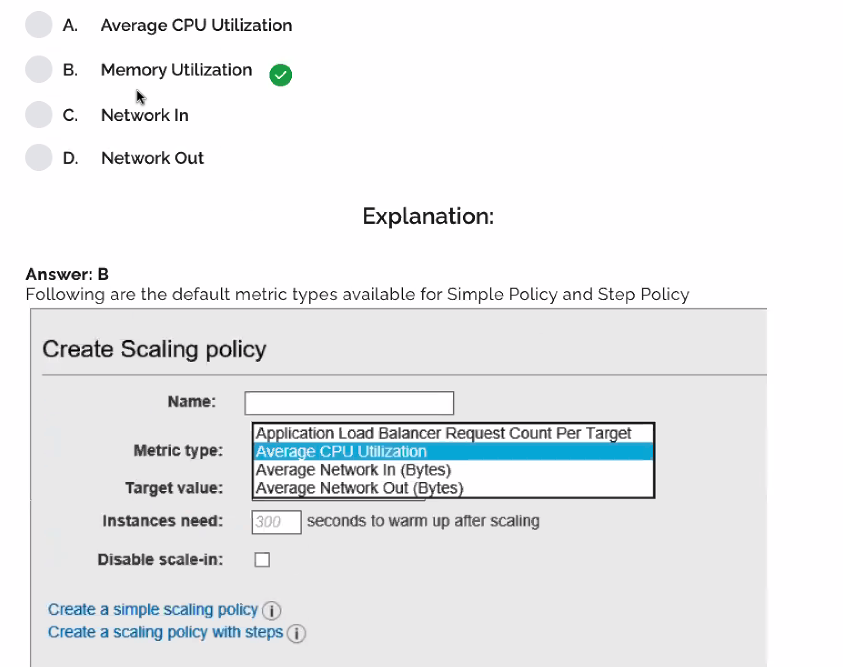 A. Average CPU Utilization
B. Memory Utilization
C. Network In
D. Network Out
Explanation:
Answer: B
Following are the default metric types available for Simple Policy and Step Policy
Create Scaling policy
Name:
Application Load Balancer Request Count Per Target
Metric type: Average CPU Utilization
Average Network In (Bytes)
Target value: Average Network Out (Bytes)
Instances need: 300 seconds to warm up after scaling
Disable scale-in:
Create a simple scaling policy i
Create a scaling policy with steps i